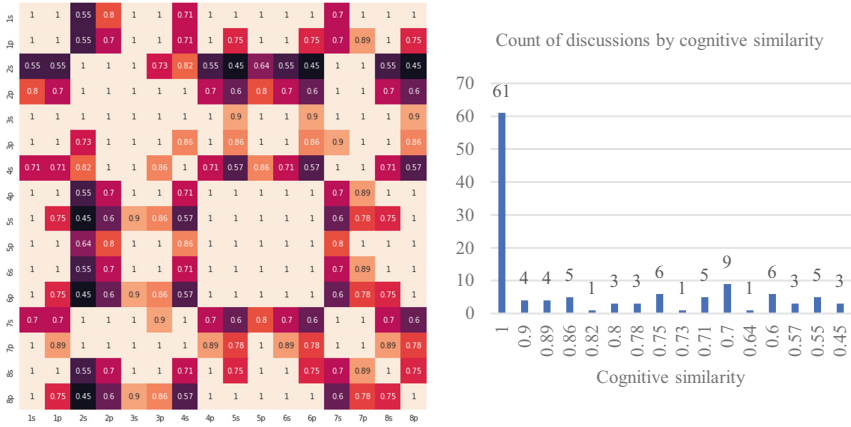 1s 1 1 0.55 0.8 1 1 0.71 1 1 1 1 1 0.7 1 1 1
1p 1 1 0.55 0.7 1 1 0.71 1 0.75 1 1 0.75 0.7 0.89 1 0.75
2s 0.55 0.55 1 1 1 0.73 0.82 0.55 0.45 0.64 0.55 0.45 1 1 0.55 0.45
2p 0.8 0.7 1 1 1 1 1 0.7 0.6 0.8 0.7 0.6 1 1 0.7 0.6
3s 1 1 1 1 1 1 1 1 0.9 1 1 0.9 1 1 1 0.9
3p 1 1 0.73 1 1 1 0.86 1 0.86 1 1 0.86 0.9 1 1 0.86
4s 0.71 0.71 0.82 1 1 0.86 1 0.71 0.57 0.86 0.71 0.57 1 1 0.71 0.57
4p 1 1 0.55 0.7 1 1 0.71 1 1 1 1 1 0.7 0.89 1 1
5s 1 0.75 0.45 0.6 0.9 0.86 0.57 1 1 1 1 1 0.6 0.78 0.75 1
5p 1 1 0.64 0.8 1 1 0.86 1 1 1 1 1 0.8 1 1 1
6s 1 1 0.55 0.7 1 1 0.71 1 1 1 1 1 0.7 0.89 1 1
6p 1 0.75 0.45 0.6 0.9 0.86 0.57 1 1 1 1 1 0.6 0.78 0.75 1
7s 0.7 0.7 1 1 1 0.9 1 0.7 0.6 0.8 0.7 0.6 1 1 0.7 0.6
7p 1 0.89 1 1 1 1 1 0.89 0.78 1 0.89 0.78 1 1 0.89 0.78
8s 1 1 0.55 0.7 1 1 0.71 1 0.75 1 1 0.75 0.7 0.89 1 0.75
8p 1 0.75 0.45 0.6 0.9 0.86 0.57 1 1 1 1 1 0.6 0.78 0.75 1
1s 1p 2s 2p 3s 3p 4s 4p 5s 5p 6s 6p 7s 7p 8s 8p
Count of discussions by cognitive similarity
70
60
50
40
30
20
10
0
61 4 4 5 1 3 3 6 1 5 9 1 6 3 5 3
1 0.9 0.89 0.86 0.82 0.8 0.78 0.75 0.73 0.71 0.7 0.64 0.6 0.57 0.55 0.45
Cognitive similarity